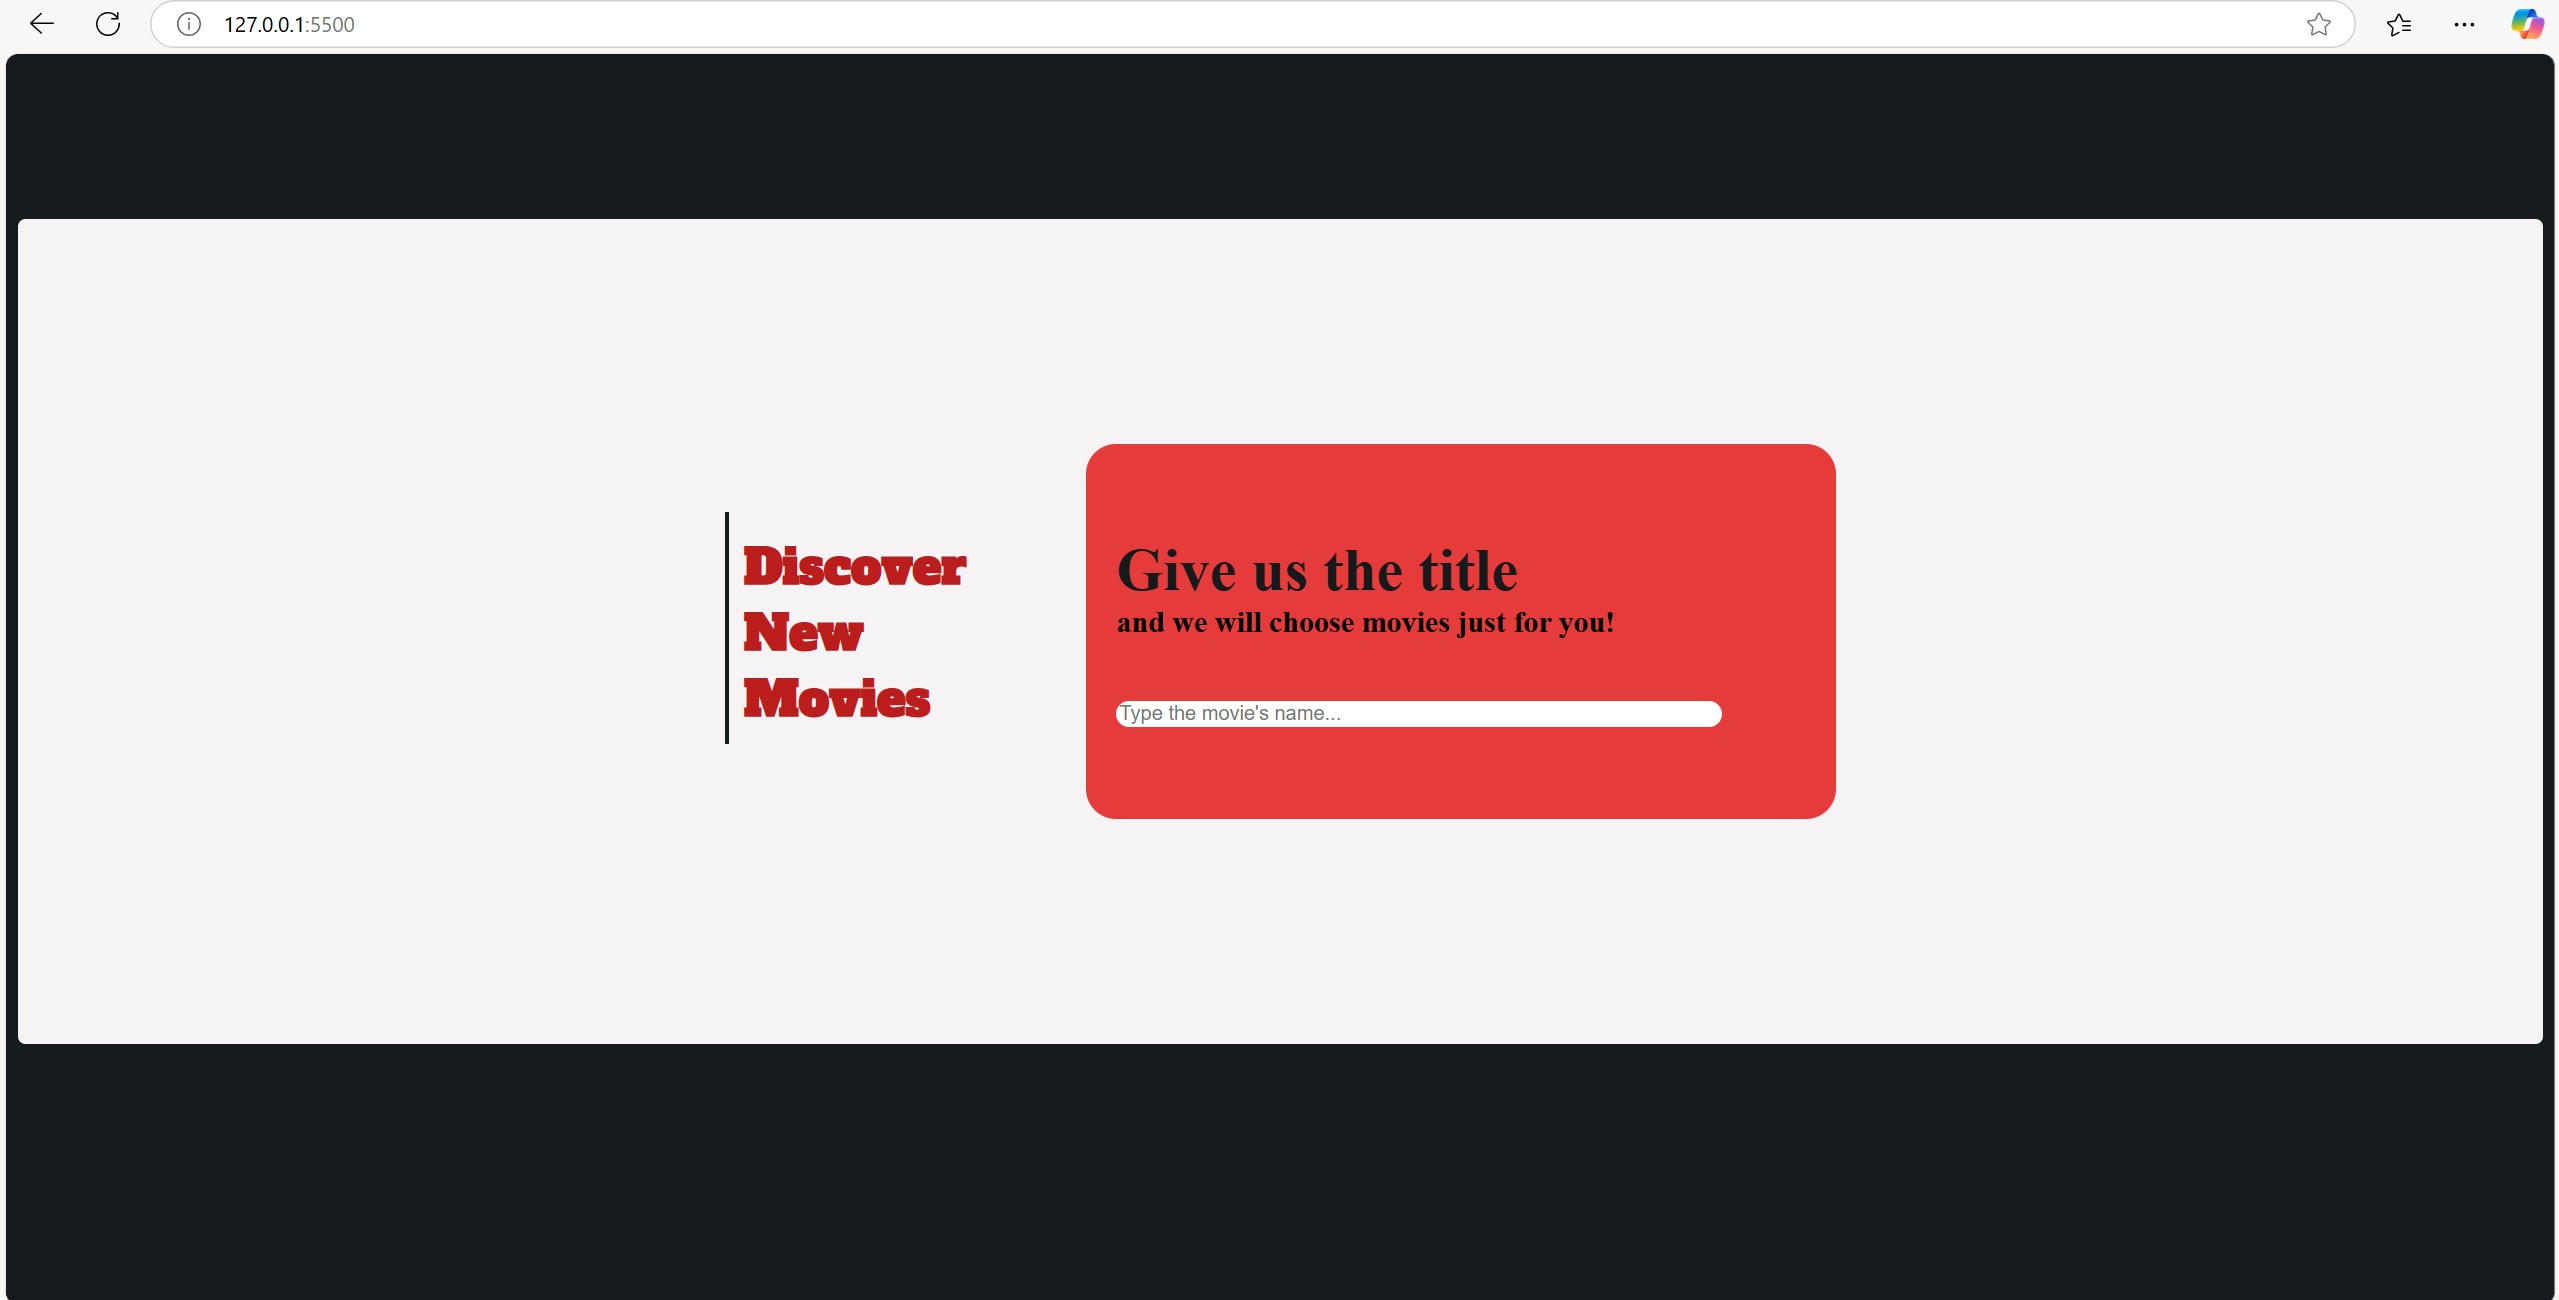 127.0.0.1:5500
Discover
New
Movies
Give us the title
and we will choose movies just for you!
Type the movie's name...